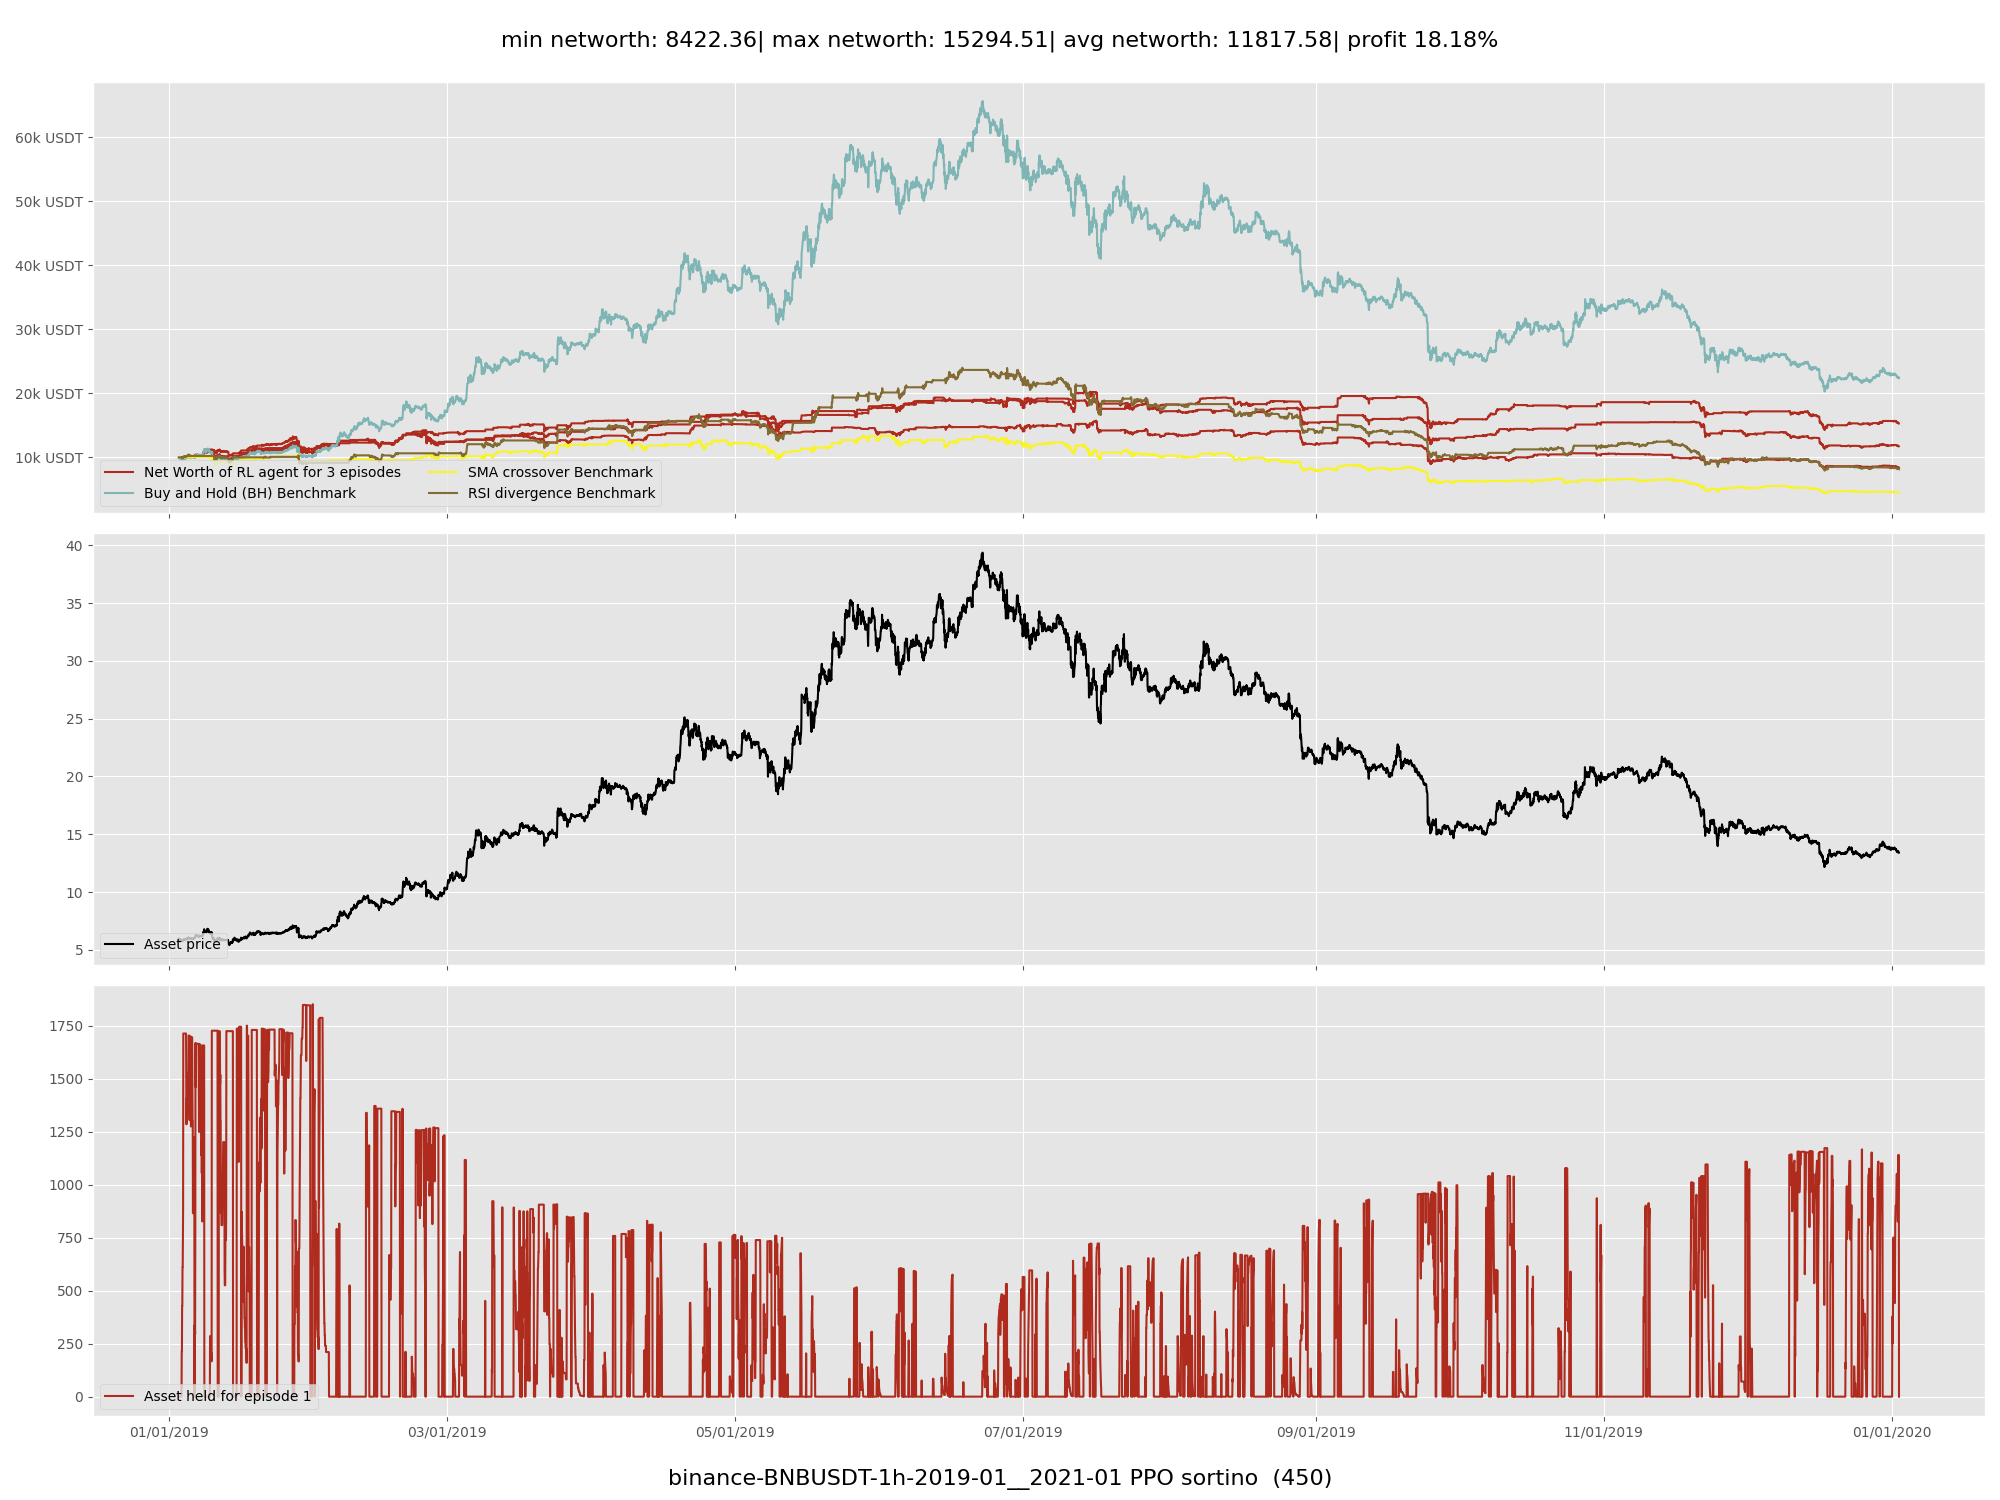 min networth: 8422.36| max networth: 15294.51| avg networth: 11817.58| profit 18.18%
60k USDT
50k USDT
40k USDT
30k USDT
20k USDT
10k USDT
Net Worth of RL agent for 3 episodes
Buy and Hold (BH) Benchmark
SMA crossover Benchmark
RSI divergence Benchmark
40
35
30
25
20
15
10
5
Asset price
1750
1500
1250
1000
750
500
250
0
Asset held for episode 1
01/01/2019 03/01/2019 05/01/2019 07/01/2019 09/01/2019 11/01/2019 01/01/2020
binance-BNBUSDT-1h-2019-01__2021-01 PPO sortino (450)